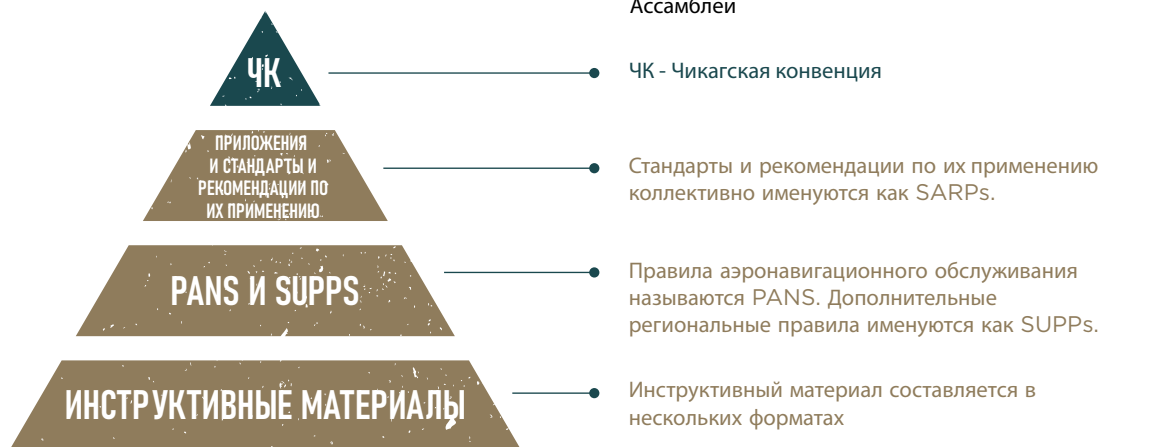 Ассамблеи
ЧК
ЧК - Чикагская конвенция
ПРИЛОЖЕНИЯ
И СТАНДАРТЫ И
РЕКОМЕНДАЦИИ ПО
ИХ ПРИМЕНЕНИЮ
Стандарты и рекомендации по их применению
коллективно именуются как SARPs.
PANS И SUPPS
Правила аэронавигационного обслуживания
называются PANS. Дополнительные
региональные правила именуются как SUPPs.
ИНСТРУКТИВНЫЕ МАТЕРИАЛЫ
Инструктивный материал составляется в
нескольких форматах